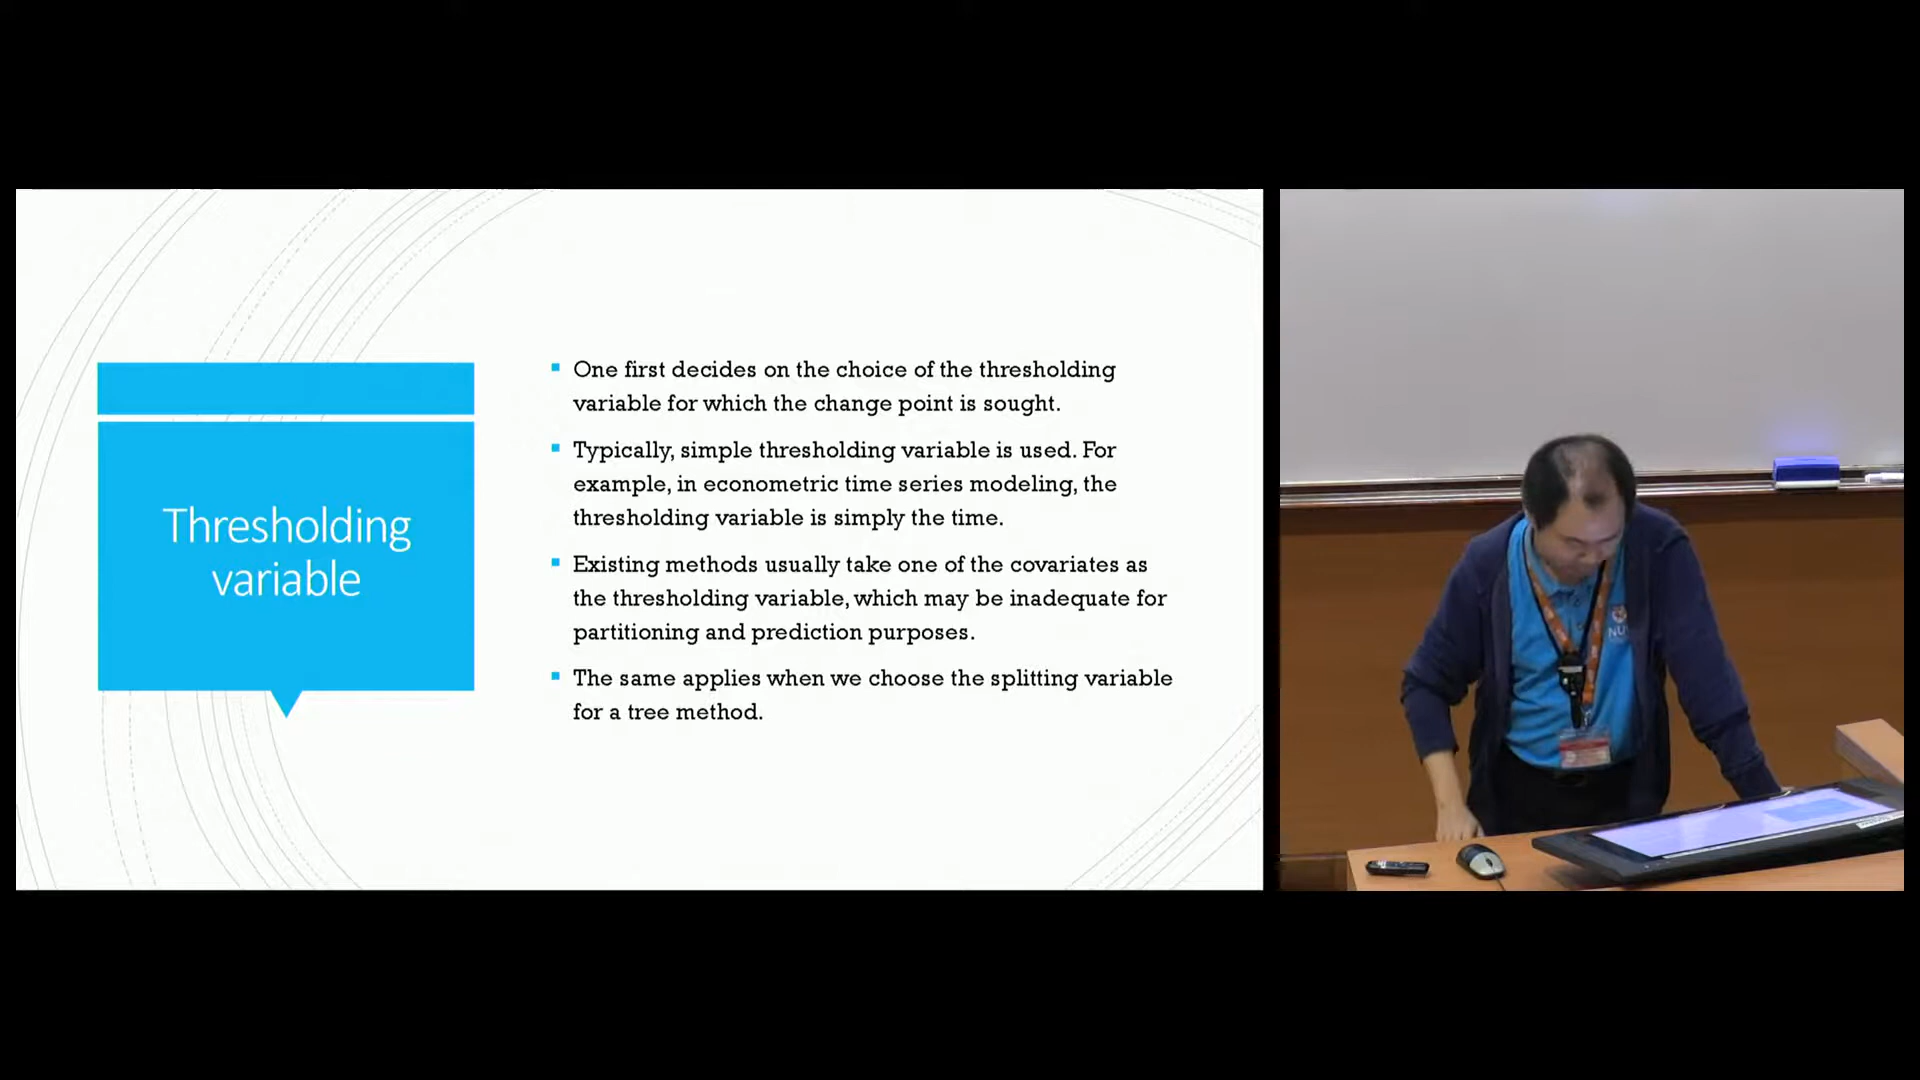 Thresholding
variable
One first decides on the choice of the thresholding
variable for which the change point is sought.
Typically, simple thresholding variable is used. For
example, in econometric time series modeling, the
thresholding variable is simply the time.
Existing methods usually take one of the covariates as
the thresholding variable, which may be inadequate for
partitioning and prediction purposes.
The same applies when we choose the splitting variable
for a tree method.